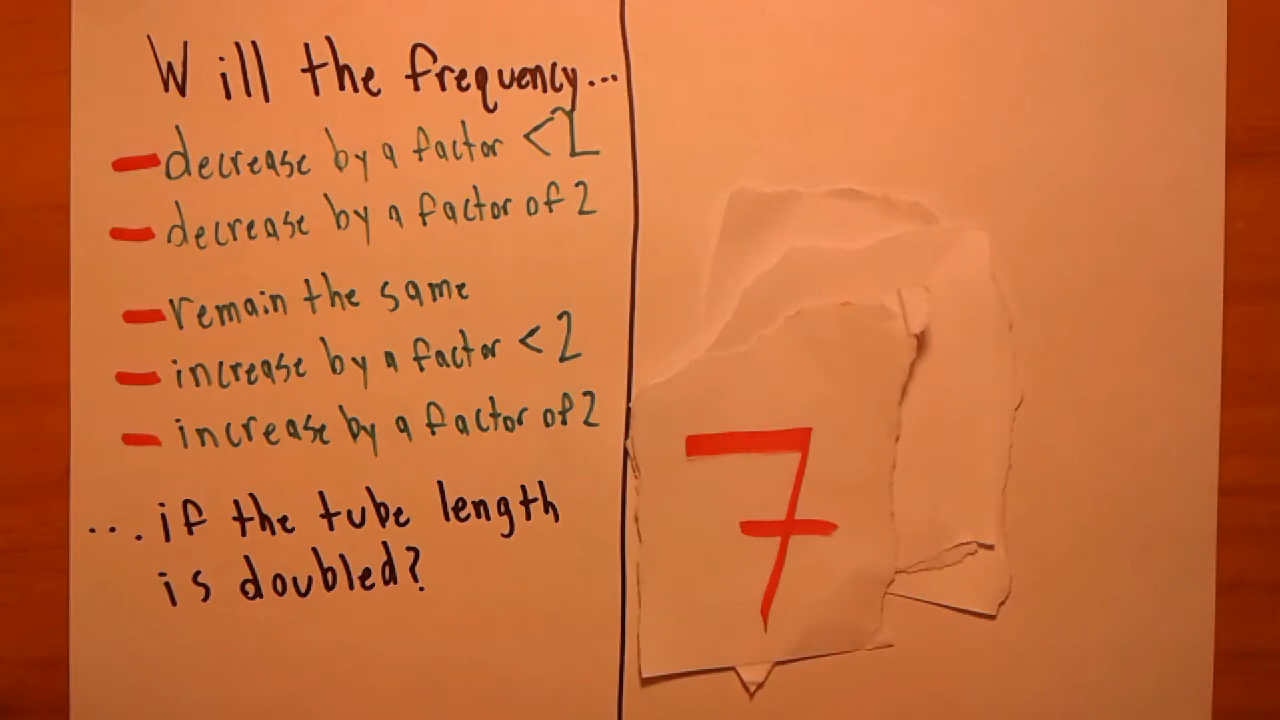 Will the frequency...
- decrease by a factor <2
- decrease by a factor of 2
- remain the same
- increase by a factor <2
- increase by a factor of 2
...if the tube length
is doubled?
7